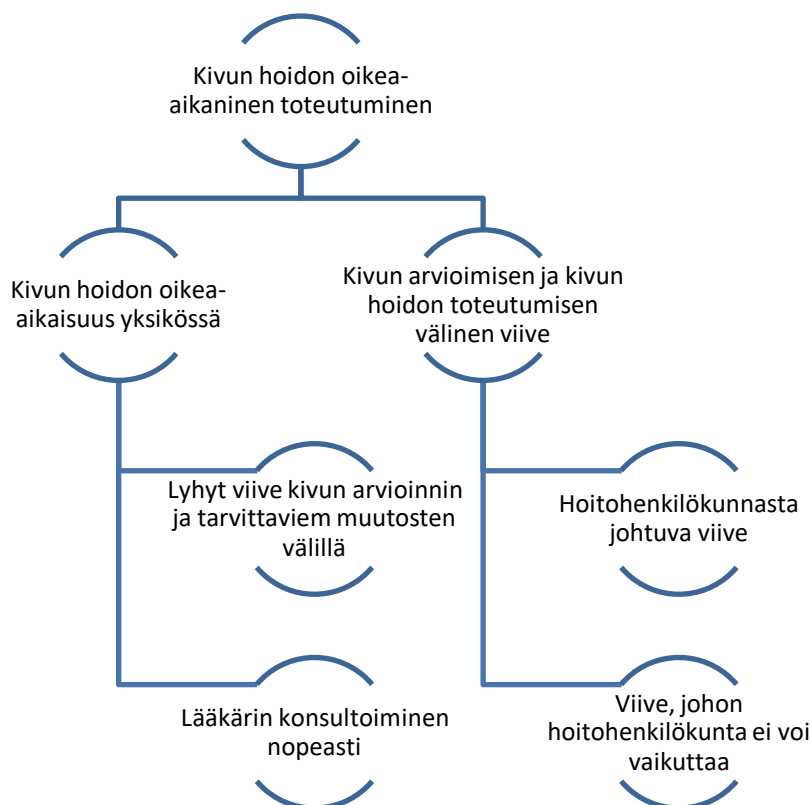 Kivun hoidon oikea-
aikaninen toteutuminen
Kivun hoidon oikea-
aikaisuus yksikössä
Kivun arvioimisen ja kivun
hoidon toteutumisen
välinen viive
Lyhyt viive kivun arvioinnin
ja tarvittaviem muutosten
välillä
Hoitohenkilökunnasta
johtuva viive
Lääkärin konsultoiminen
nopeasti
Viive, johon
hoitohenkilökunta ei voi
vaikuttaa